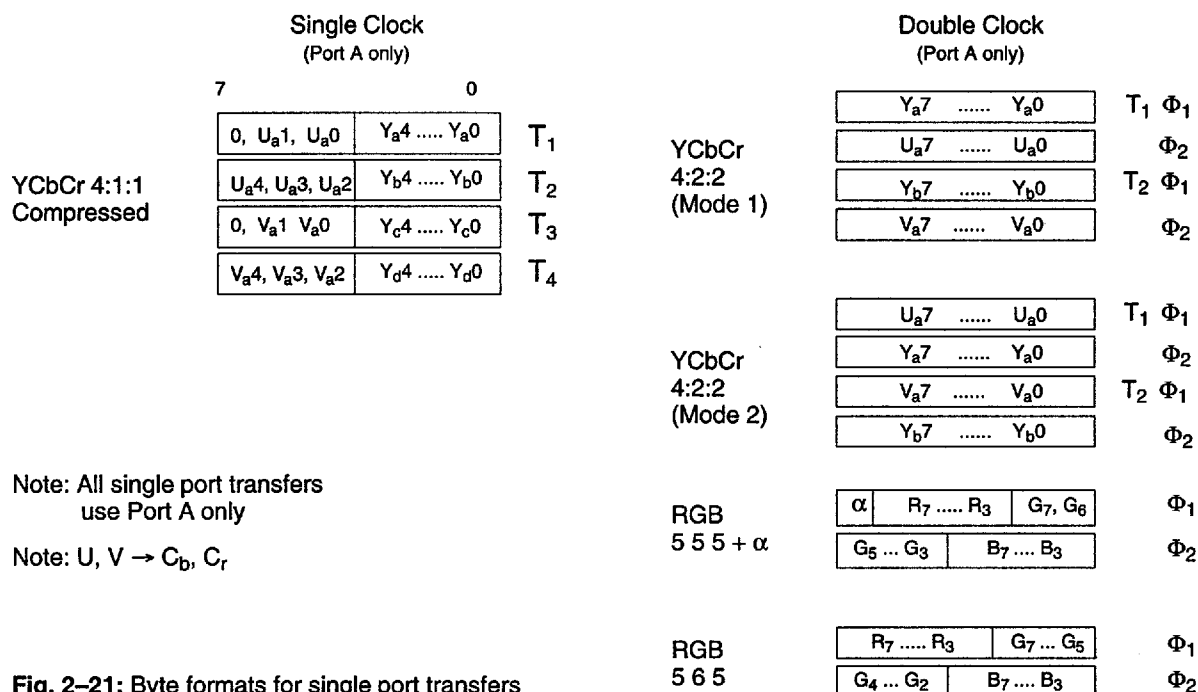 Single Clock
(Port A only)
7 0
YCbCr 4:1:1
Compressed
0, Ua1, Ua0 Ya4 ..... Ya0 T1
Ua4, Ua3, Ua2 Yb4 ..... Yb0 T2
0, Va1 Va0 Yc4 ..... Yc0 T3
Va4, Va3, Va2 Yd4 ..... Yd0 T4
Note: All single port transfers
use Port A only
Note: U, V → Cb, Cr
Double Clock
(Port A only)
YCbCr
4:2:2
(Mode 1)
Ya7 ...... Ya0 T1 Φ1
Ua7 ...... Ua0 Φ2
Yb7 ...... Yb0 T2 Φ1
Va7 ...... Va0 Φ2
YCbCr
4:2:2
(Mode 2)
Ua7 ...... Ua0 T1 Φ1
Ya7 ...... Ya0 Φ2
Va7 ...... Va0 T2 Φ1
Yb7 ...... Yb0 Φ2
RGB
5 5 5 + α
α R7 ..... R3 G7, G6 Φ1
G5 ... G3 B7 .... B3 Φ2
RGB
5 6 5
R7 ..... R3 G7 ... G5 Φ1
G4 ... G2 B7 .... B3 Φ2
Fig. 2–21: Byte formats for single port transfers